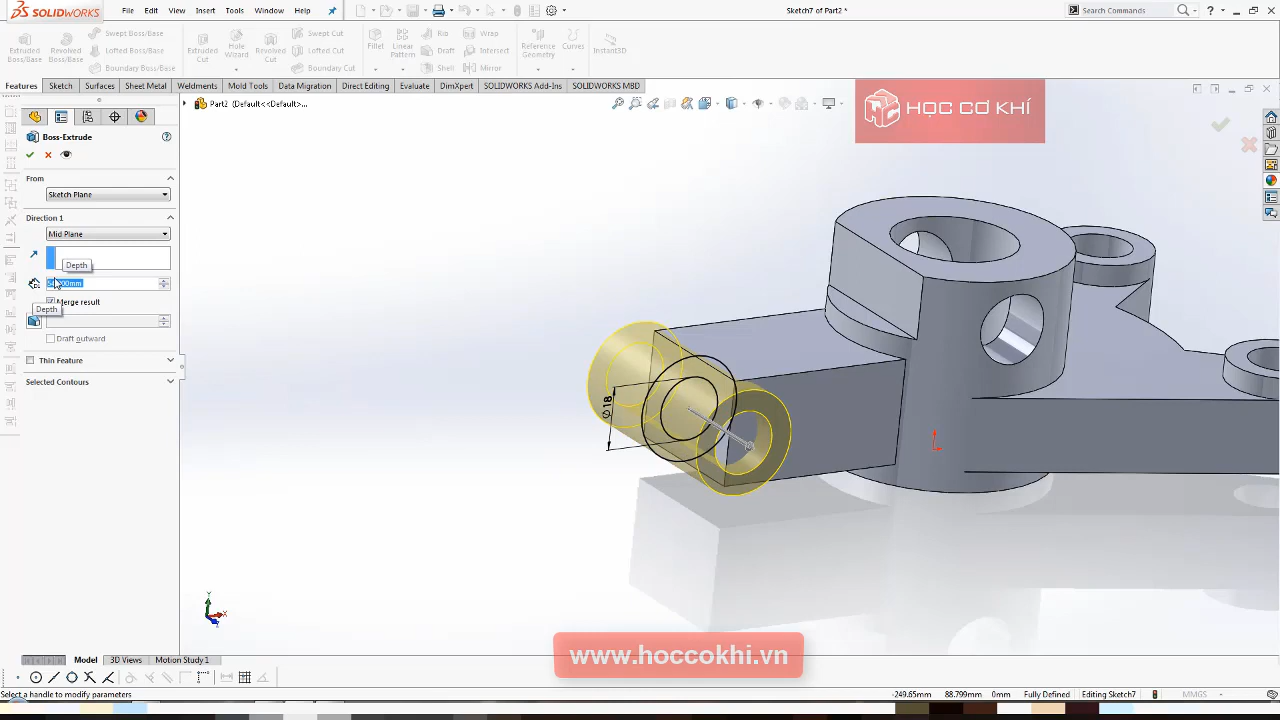 SOLIDWORKS File Edit View Insert Tools Window Help Sketch7 of Part2 * Search Commands
Extruded Boss/Base Revolved Boss/Base Swept Boss/Base Lofted Boss/Base Boundary Boss/Base Extruded Cut Hole Wizard Revolved Cut Swept Cut Lofted Cut Boundary Cut Fillet Linear Pattern Rib Draft Shell Wrap Intersect Mirror Reference Geometry Curves Instant3D
Features Sketch Surfaces Sheet Metal Weldments Mold Tools Data Migration Direct Editing Evaluate DimXpert SOLIDWORKS Add-Ins SOLIDWORKS MBD
Part2 (Default<<Default>...
HỌC CƠ KHÍ
Boss-Extrude
From
Sketch Plane
Direction 1
Mid Plane
Depth
Merge result
Depth
Draft outward
Thin Feature
Selected Contours
Ø18
Y
X
Z
www.hoccokhi.vn
Model 3D Views Motion Study 1
Select a handle to modify parameters -249.65mm 88.799mm 0mm Fully Defined Editing Sketch7 MMGS